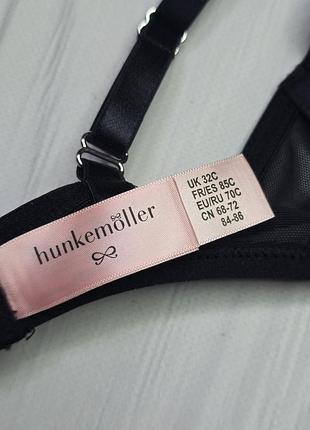 hunkemöller
UK 32C
FR/ES 85C
EU/RU 70C
CN 68-72
84-86